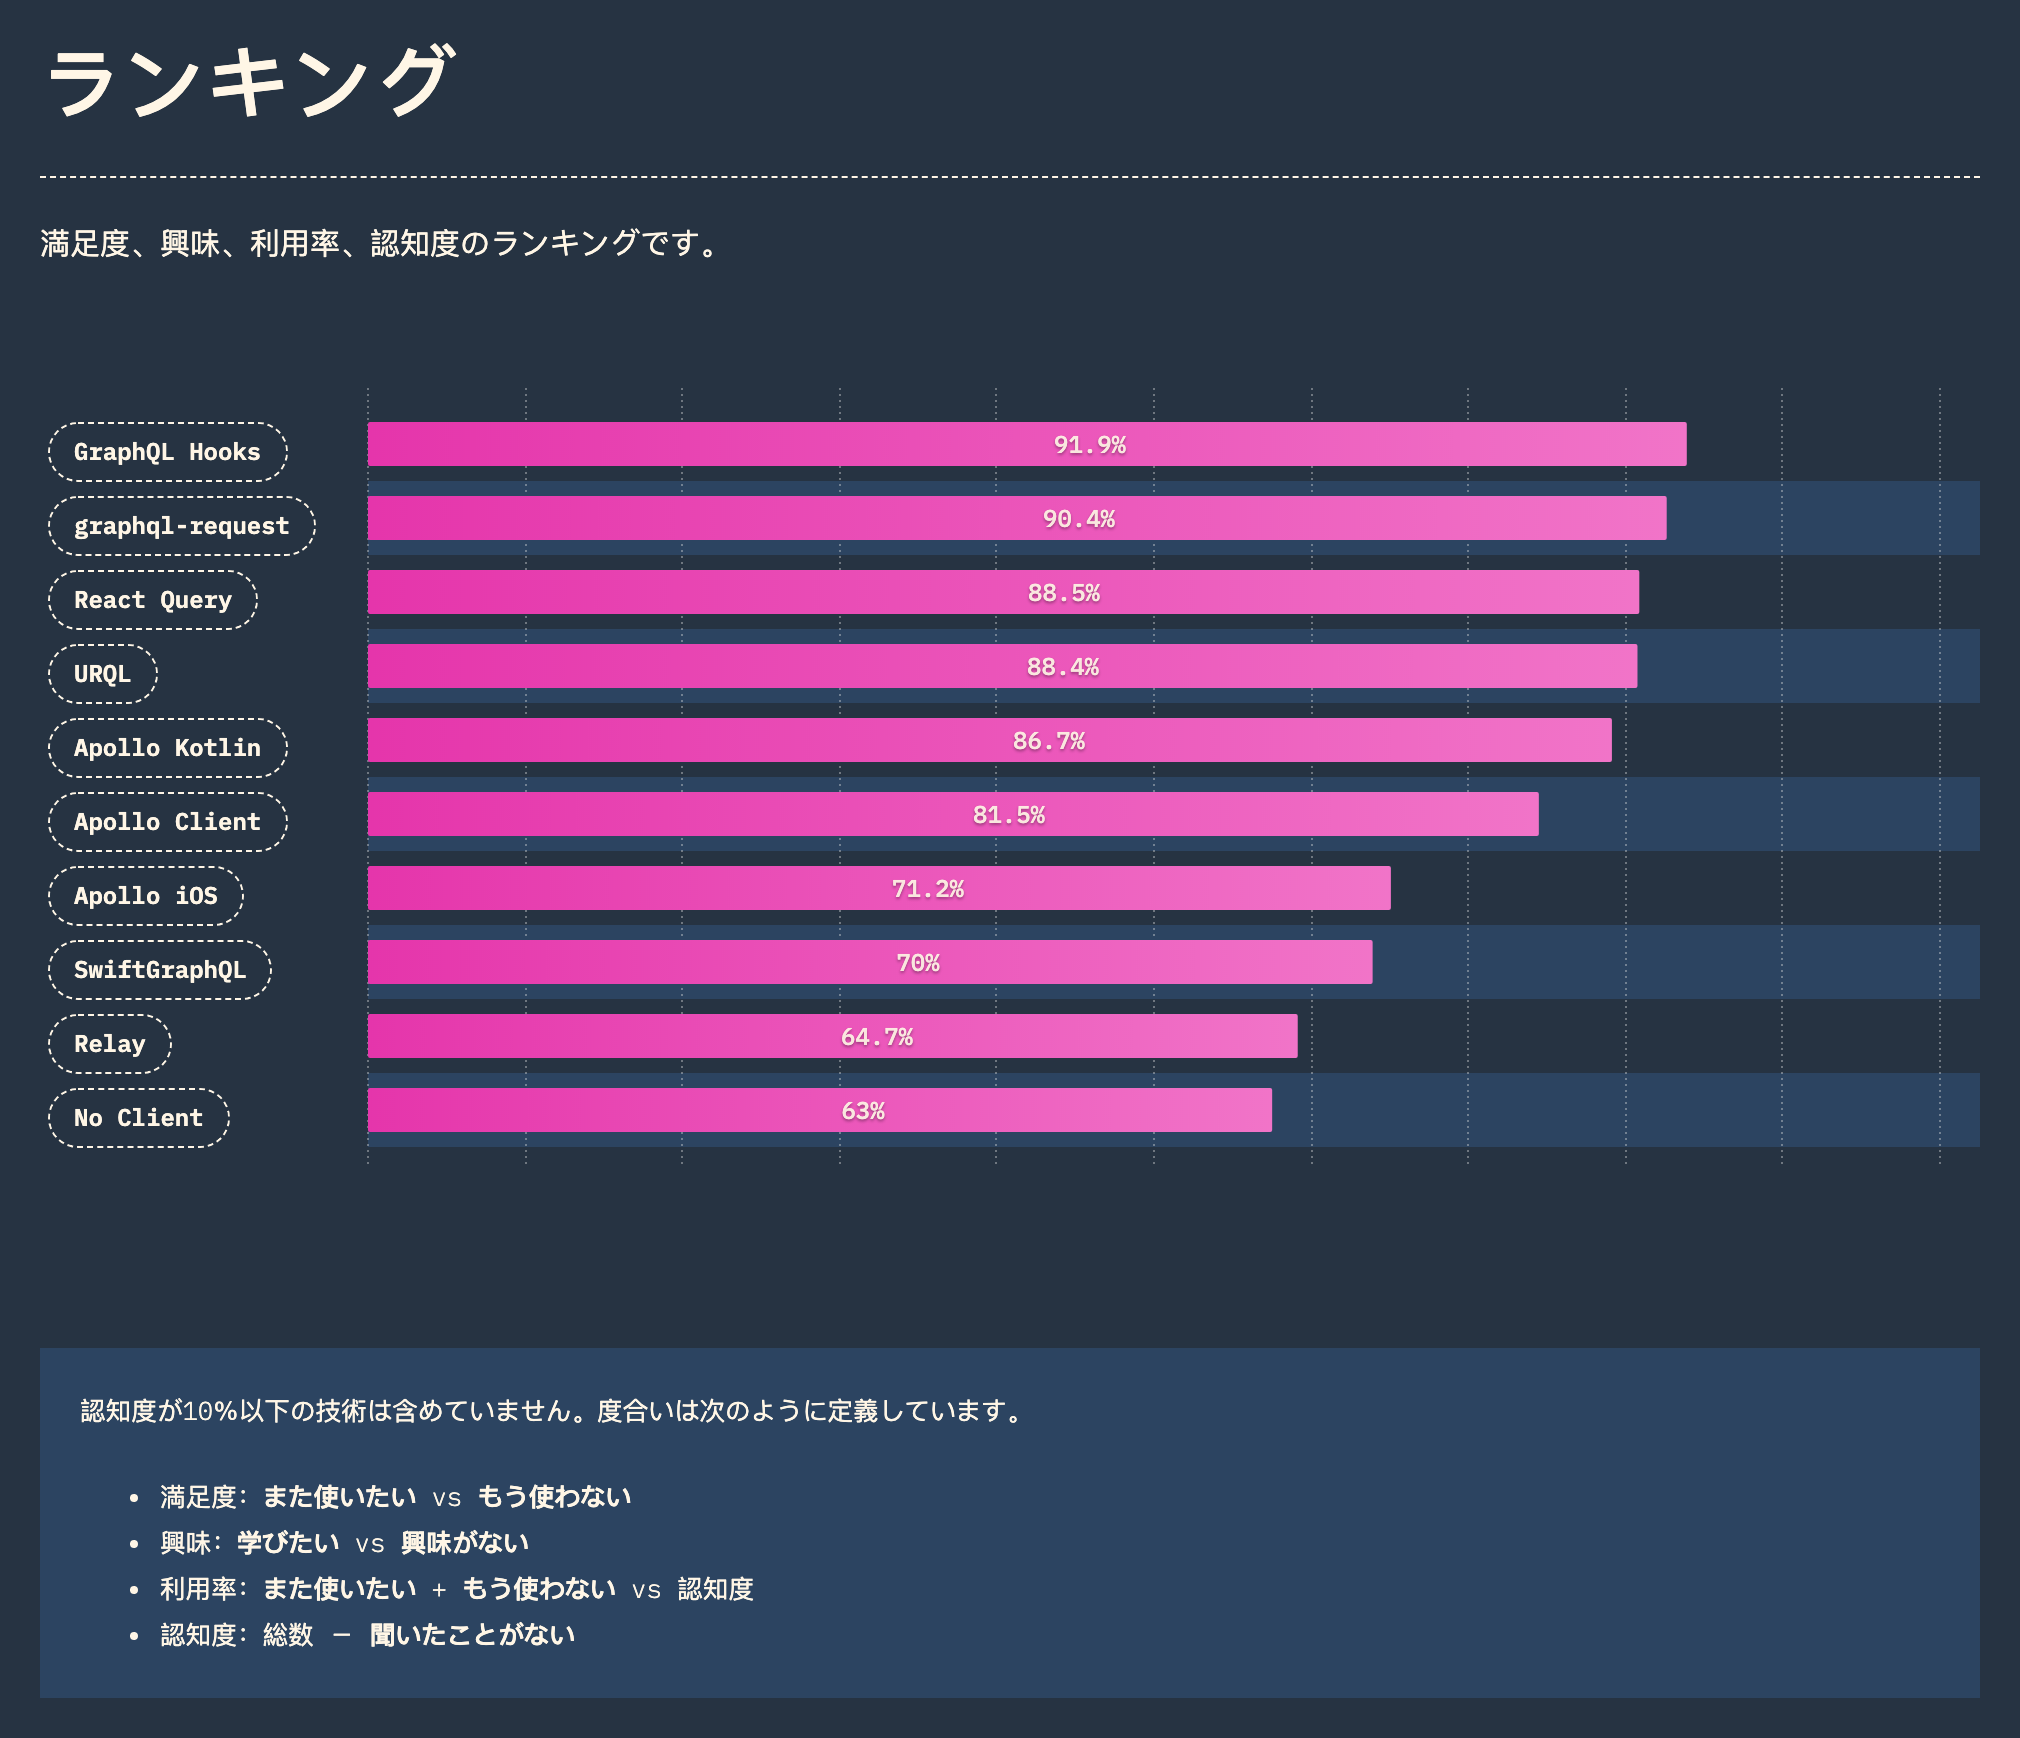 ランキング
満足度、興味、利用率、認知度のランキングです。
GraphQL Hooks 91.9%
graphql-request 90.4%
React Query 88.5%
URQL 88.4%
Apollo Kotlin 86.7%
Apollo Client 81.5%
Apollo iOS 71.2%
SwiftGraphQL 70%
Relay 64.7%
No Client 63%
認知度が10%以下の技術は含めていません。度合いは次のように定義しています。
• 満足度: また使いたい vs もう使わない
• 興味: 学びたい vs 興味がない
• 利用率: また使いたい + もう使わない vs 認知度
• 認知度: 総数 － 聞いたことがない